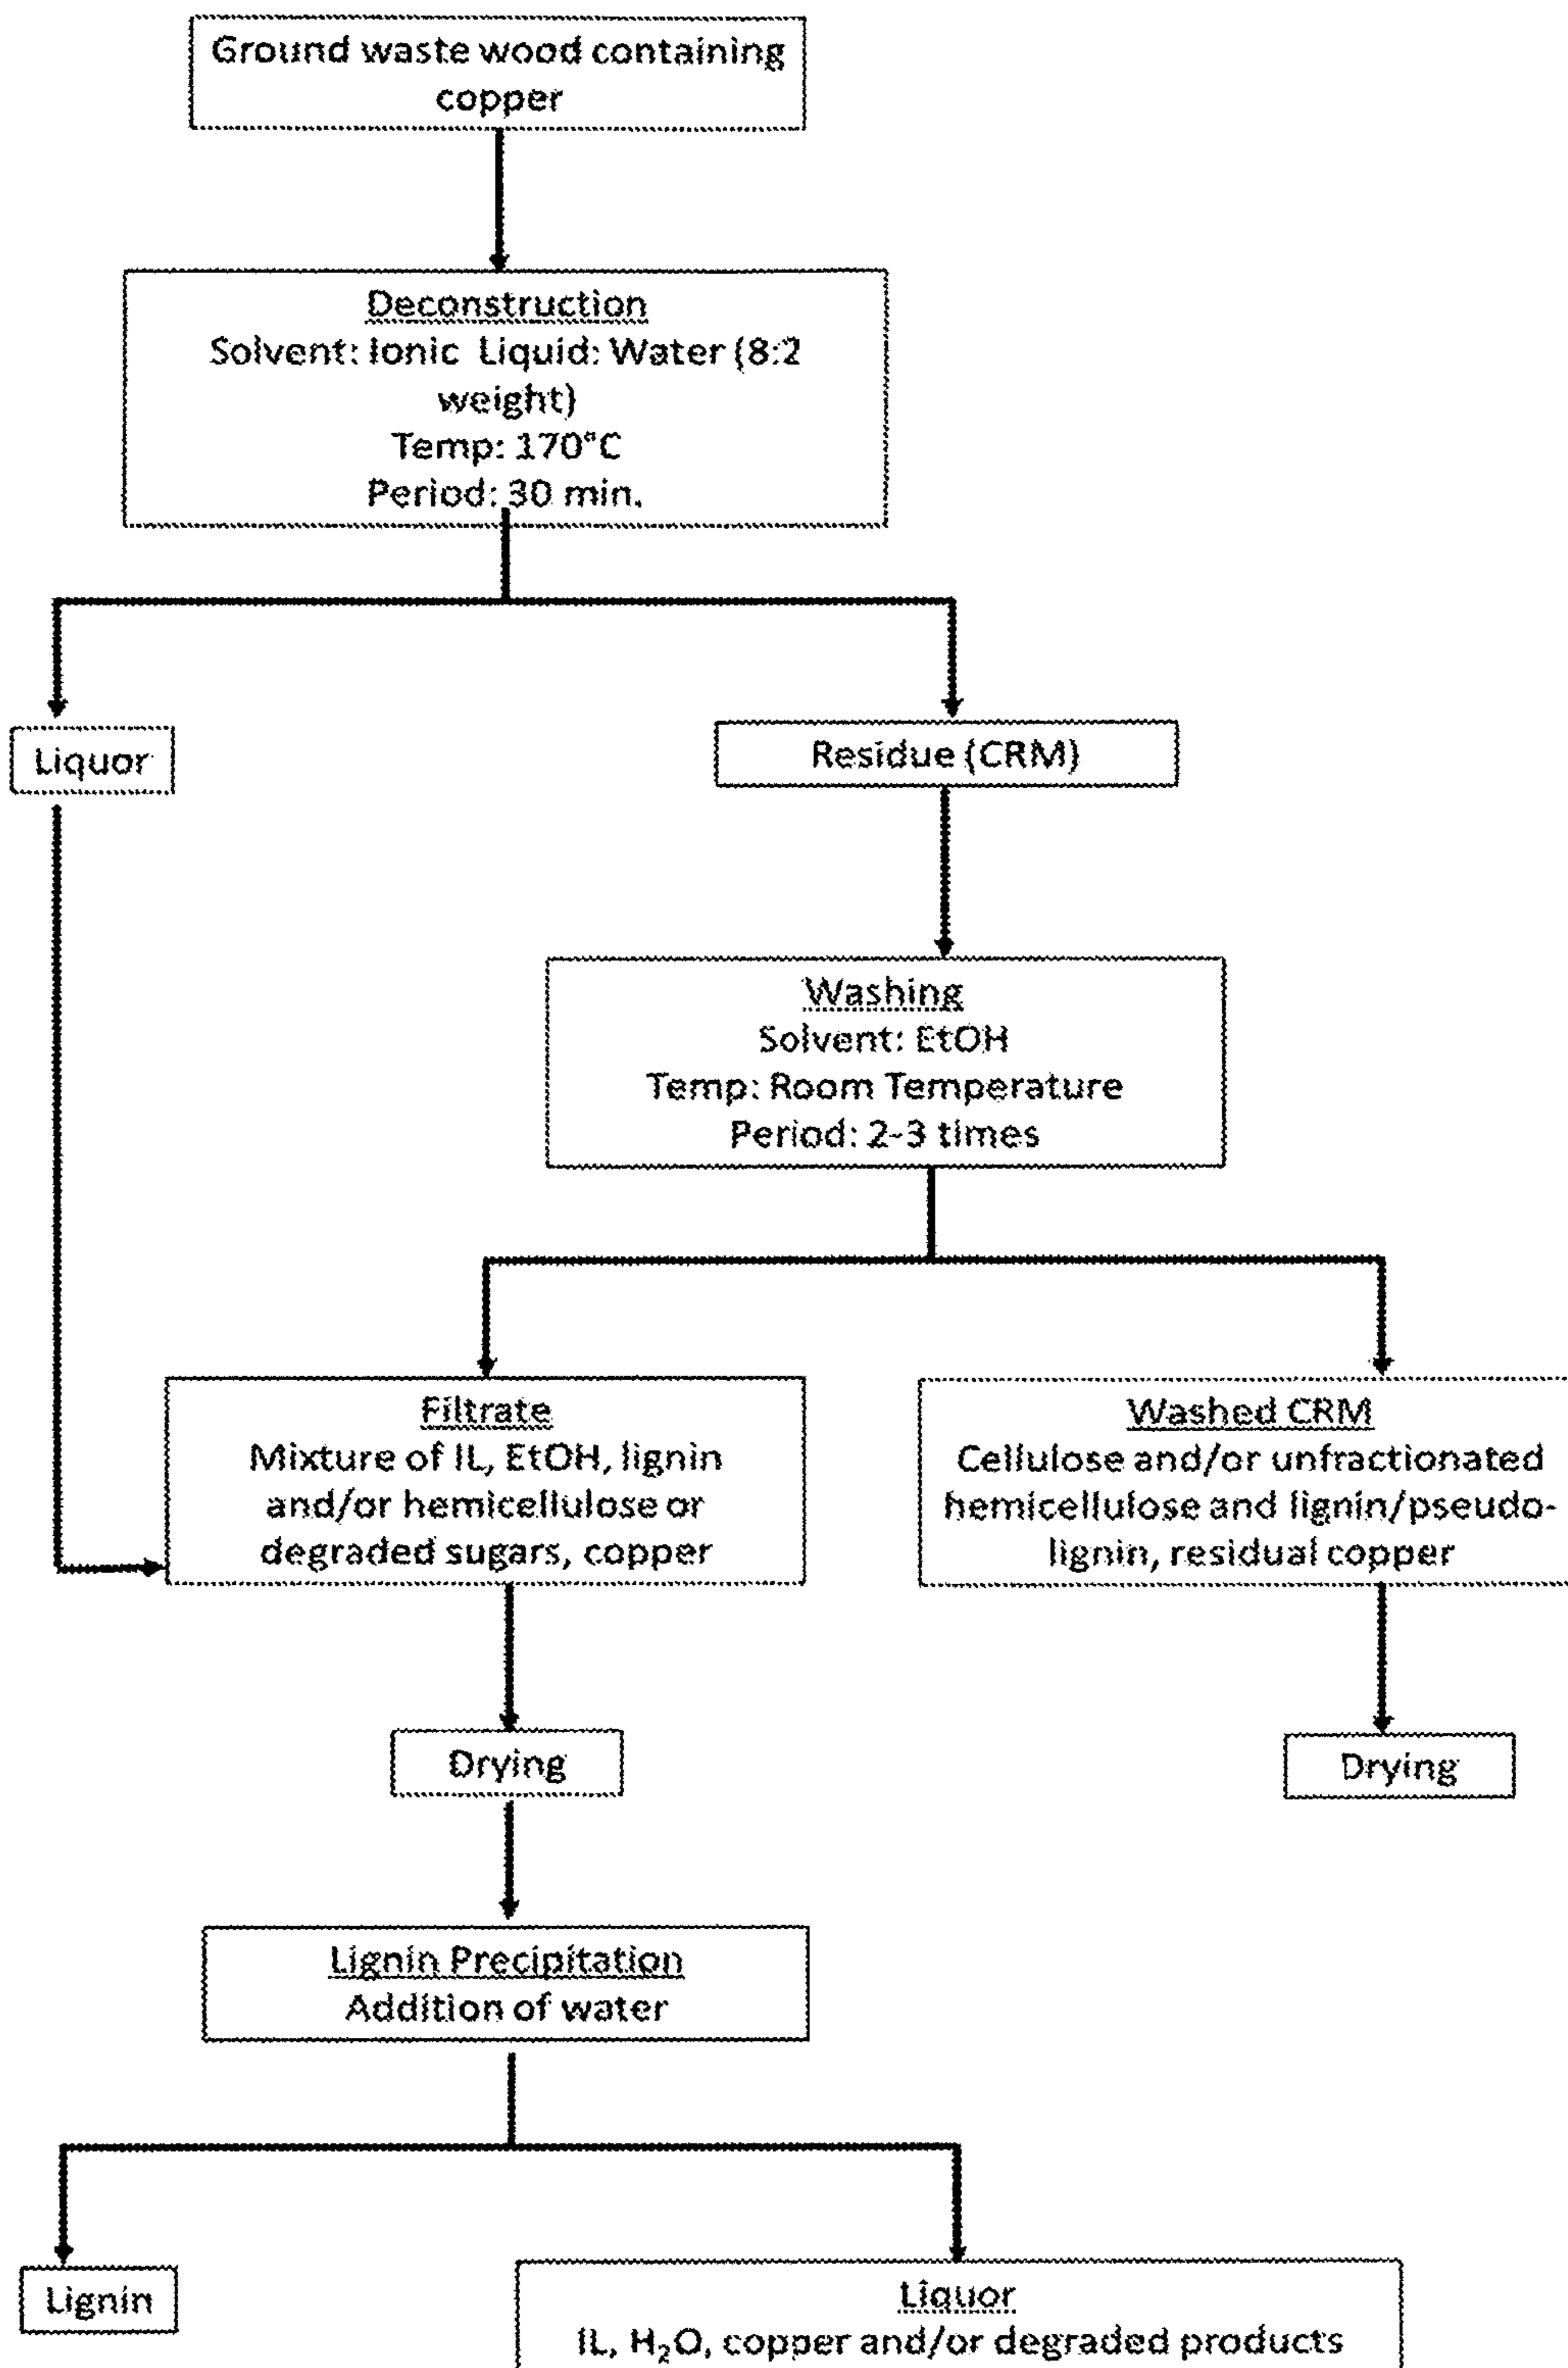 Ground waste wood containing
copper
Deconstruction
Solvent: Ionic Liquid: Water (8:2
weight)
Temp: 170°C
Period: 30 min.
Liquor
Residue (CRM)
Washing
Solvent: EtOH
Temp: Room Temperature
Period: 2-3 times
Filtrate
Mixture of IL, EtOH, lignin
and/or hemicellulose or
degraded sugars, copper
Washed CRM
Cellulose and/or unfractionated
hemicellulose and lignin/pseudo-
lignin, residual copper
Drying
Drying
Lignin Precipitation
Addition of water
Lignin
Liquor
IL, H₂O, copper and/or degraded products